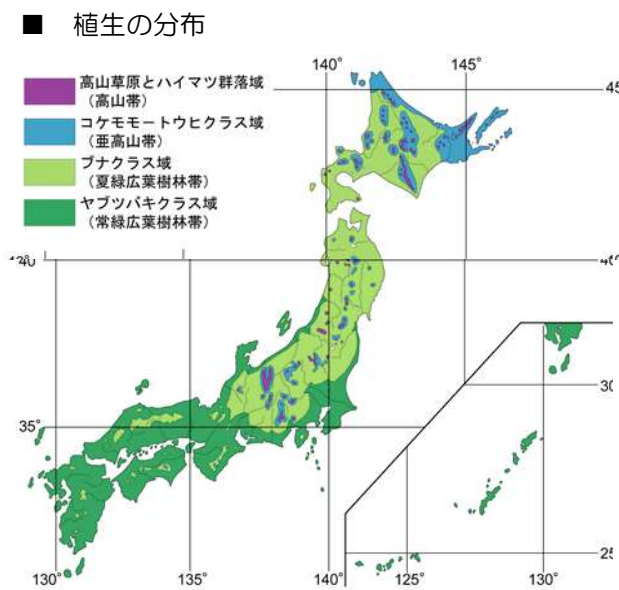 ■ 植生の分布
140°
145°
45
高山草原とハイマツ群落域
（高山帯）
コケモモートウヒクラス域
（亜高山帯）
ブナクラス域
（夏緑広葉樹林帯）
ヤブツバキクラス域
（常緑広葉樹林帯）
40
40°
30
35°
25
130°
135°
140°
125°
130°